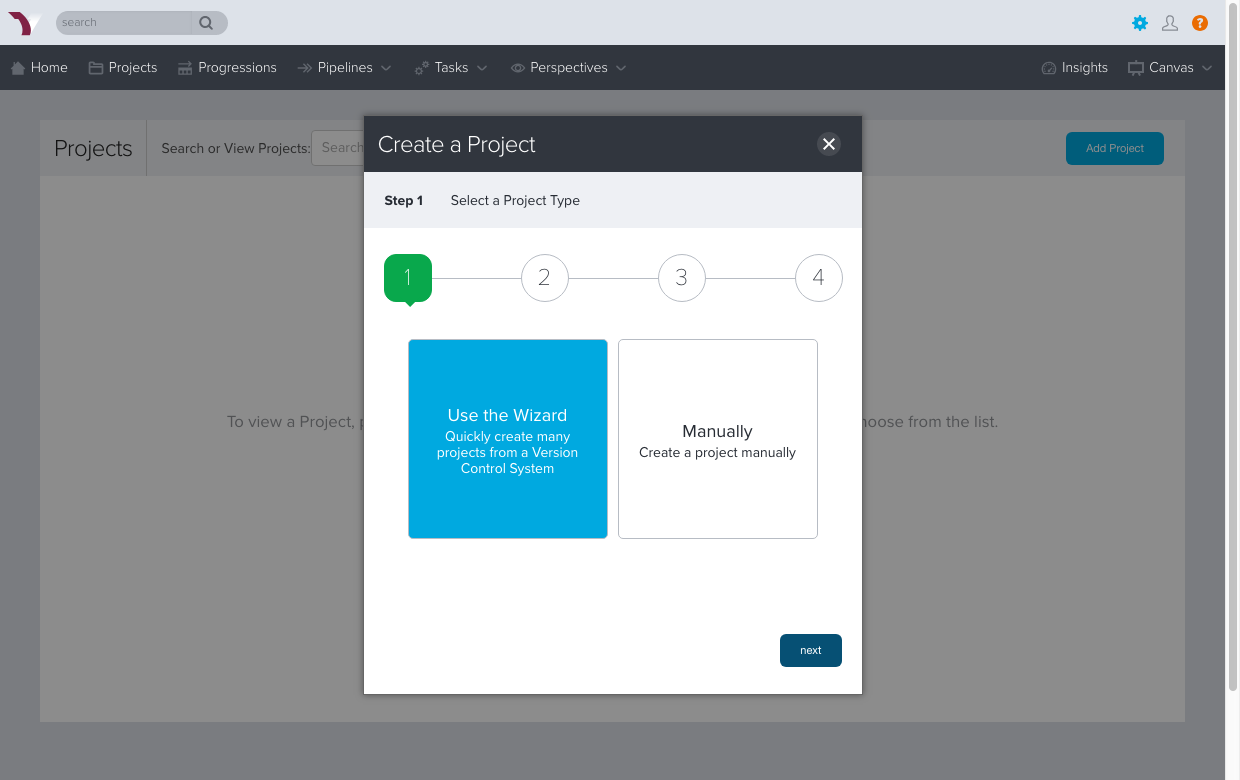 search
?
Home Projects Progressions Pipelines Tasks Perspectives Insights Canvas
Projects Search or View Projects: Search Add Project
Create a Project
Step 1 Select a Project Type
1 2 3 4
To view a Project, from the list.
Use the Wizard
Quickly create many
projects from a Version
Control System
Manually
Create a project manually
next